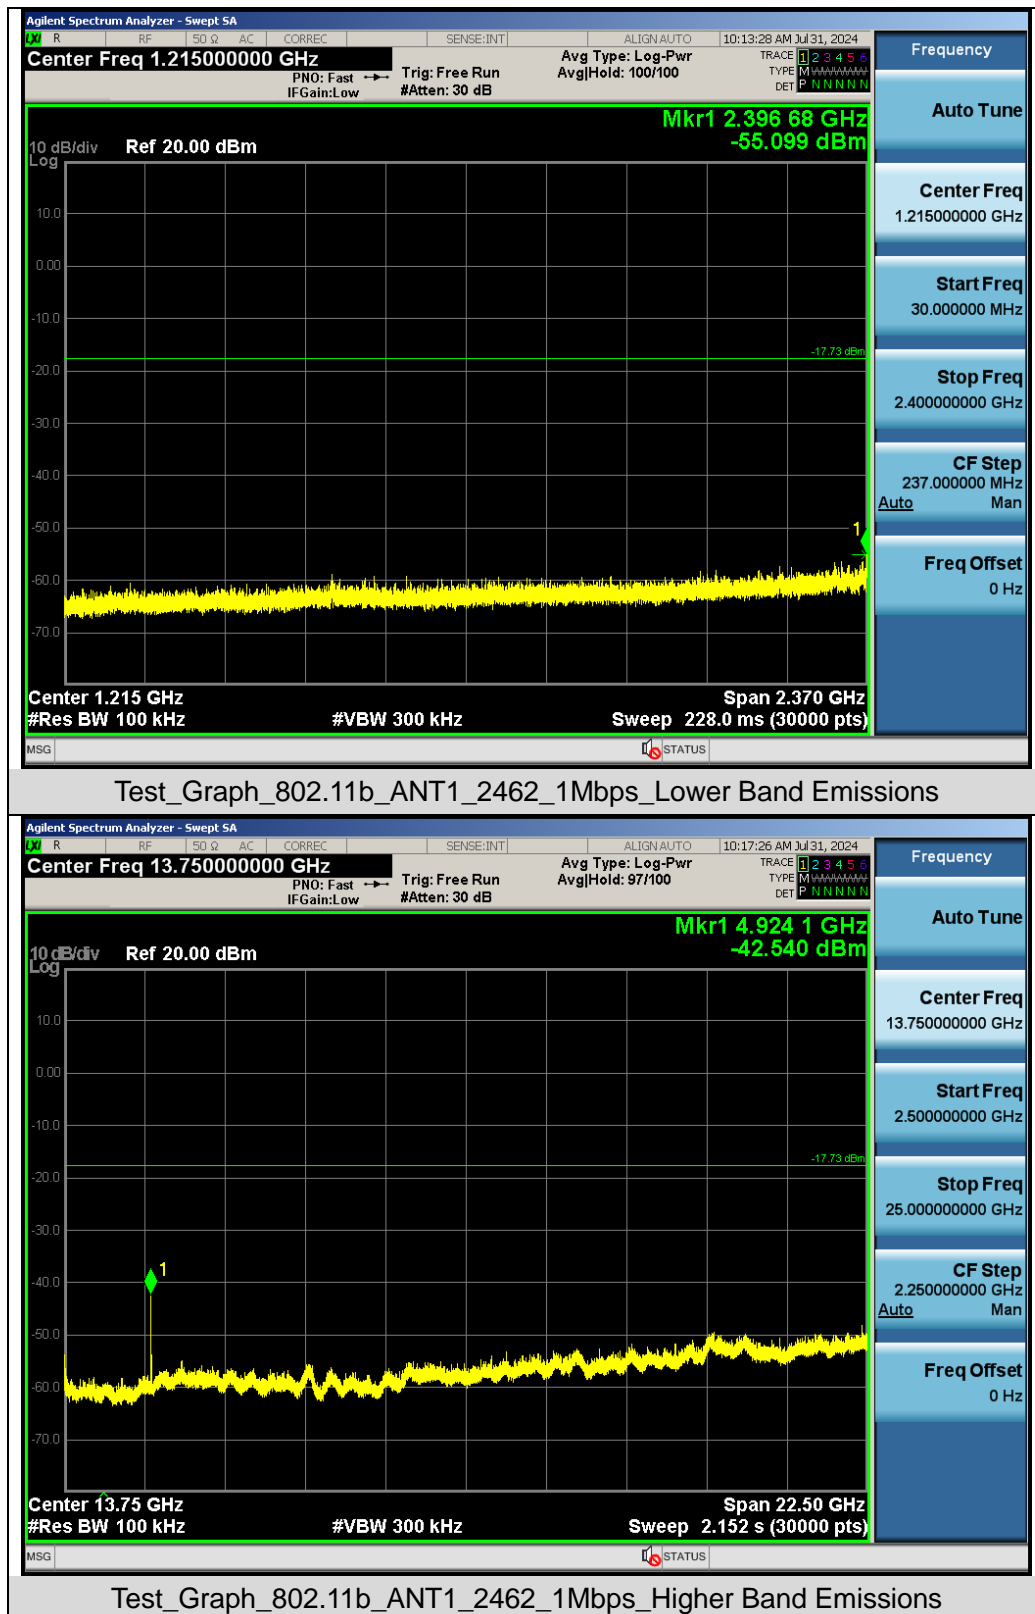 Agilent Spectrum Analyzer - Swept SA
LXI R RF 50 Ω AC CORREC SENSE:INT ALIGN AUTO 10:13:28 AM Jul 31, 2024
Center Freq 1.215000000 GHz
PNO: Fast
IFGain:Low
Trig: Free Run
#Atten: 30 dB
Avg Type: Log-Pwr
Avg|Hold: 100/100
TRACE 1 2 3 4 5 6
TYPE M
DET P N N N N N
Mkr1 2.396 68 GHz
-55.099 dBm
10 dB/div Ref 20.00 dBm
Log
10.0
0.00
-10.0
-17.73 dBm
-20.0
-30.0
-40.0
-50.0
1
-60.0
-70.0
Center 1.215 GHz Span 2.370 GHz
#Res BW 100 kHz #VBW 300 kHz Sweep 228.0 ms (30000 pts)
MSG STATUS
Frequency
Auto Tune
Center Freq
1.215000000 GHz
Start Freq
30.000000 MHz
Stop Freq
2.400000000 GHz
CF Step
237.000000 MHz
Auto Man
Freq Offset
0 Hz
Test_Graph_802.11b_ANT1_2462_1Mbps_Lower Band Emissions
Agilent Spectrum Analyzer - Swept SA
LXI R RF 50 Ω AC CORREC SENSE:INT ALIGN AUTO 10:17:26 AM Jul 31, 2024
Center Freq 13.750000000 GHz
PNO: Fast
IFGain:Low
Trig: Free Run
#Atten: 30 dB
Avg Type: Log-Pwr
Avg|Hold: 97/100
TRACE 1 2 3 4 5 6
TYPE M
DET P N N N N N
Mkr1 4.924 1 GHz
-42.540 dBm
10 dB/div Ref 20.00 dBm
Log
10.0
0.00
-10.0
-17.73 dBm
-20.0
-30.0
1
-40.0
-50.0
-60.0
-70.0
Center 13.75 GHz Span 22.50 GHz
#Res BW 100 kHz #VBW 300 kHz Sweep 2.152 s (30000 pts)
MSG STATUS
Frequency
Auto Tune
Center Freq
13.750000000 GHz
Start Freq
2.500000000 GHz
Stop Freq
25.000000000 GHz
CF Step
2.250000000 GHz
Auto Man
Freq Offset
0 Hz
Test_Graph_802.11b_ANT1_2462_1Mbps_Higher Band Emissions